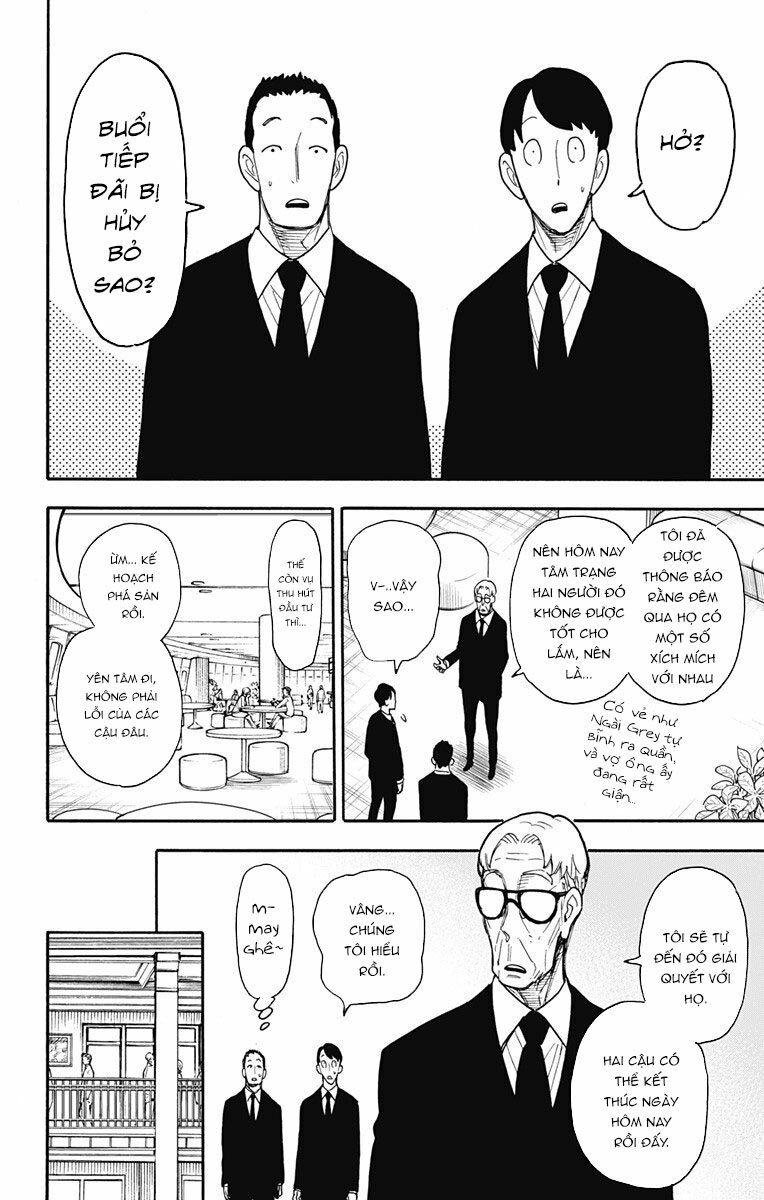 HỞ?
BUỔI
TIẾP
ĐÃI BỊ
HỦY
BỎ
SAO?
TÔI ĐÃ
ĐƯỢC
THÔNG BÁO
RẰNG ĐÊM
QUA HỌ CÓ
MỘT SỐ
XÍCH MÍCH
VỚI NHAU
NÊN HÔM NAY
TÂM TRẠNG
HAI NGƯỜI ĐÓ
KHÔNG ĐƯỢC
TỐT CHO
LẮM, NÊN
LÀ...
Có vẻ như
Ngài Grey tự
Bĩnh ra quần,
và vợ ổng ấy
đang rất
giận...
V-..VẬY
SAO...
THẾ
CÒN VỤ
THU HÚT
ĐẦU TƯ
THÌ...
ỪM... KẾ
HOẠCH
PHÁ SẢN
RỒI.
YÊN TÂM ĐI,
KHÔNG PHẢI
LỖI CỦA CÁC
CẬU ĐÂU.
TÔI SẼ TỰ
ĐẾN ĐÓ GIẢI
QUYẾT VỚI
HỌ.
HAI CẬU CÓ
THỂ KẾT
THÚC NGÀY
HÔM NAY
RỒI ĐẤY.
VÂNG...
CHÚNG
TÔI HIỂU
RỒI.
M-
MAY
GHÊ~